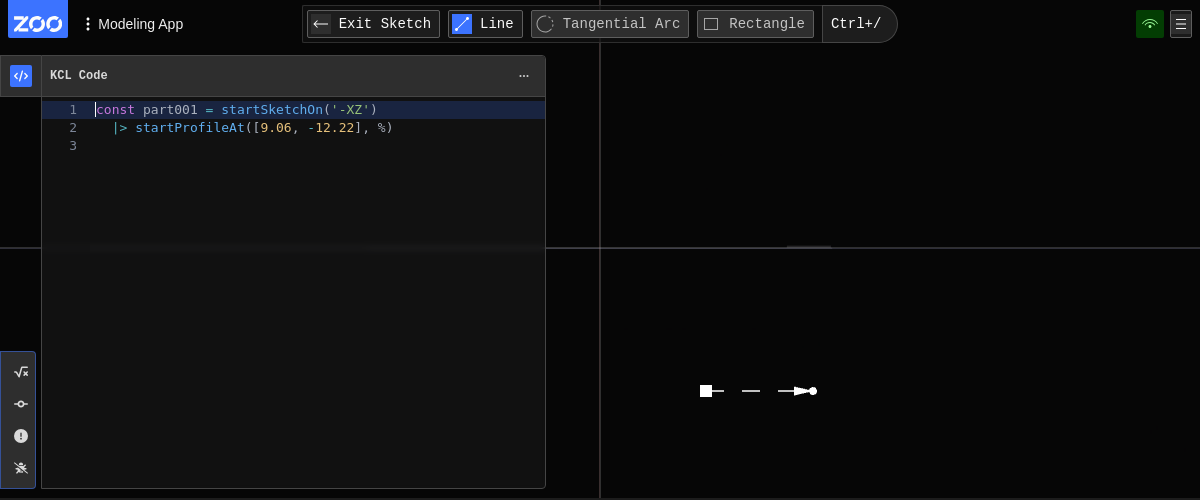 ZOO
Modeling App
Exit Sketch
Line
Tangential Arc
Rectangle
Ctrl+/
KCL Code
1 const part001 = startSketchOn('-XZ')
2 |> startProfileAt([9.06, -12.22], %)
3